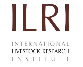 ILRI
INTERNATIONAL
LIVESTOCK RESEARCH
INSTITUTE